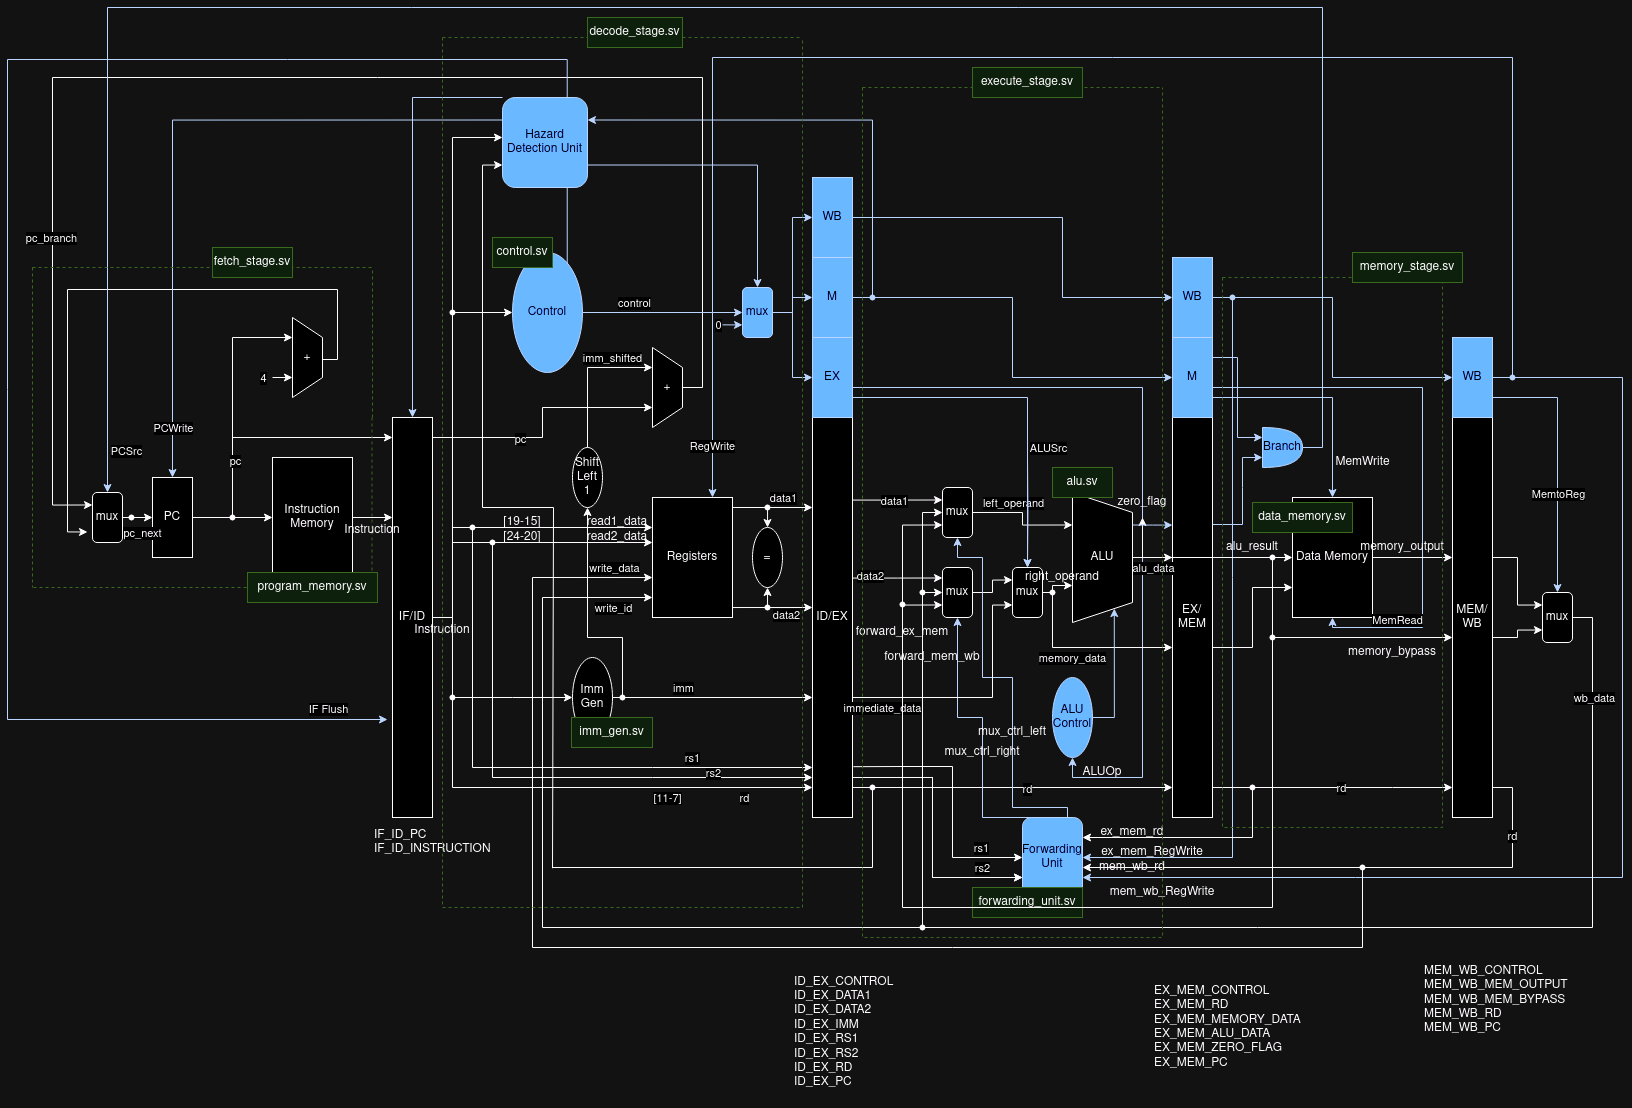 decode_stage.sv
execute_stage.sv
Hazard
Detection Unit
pc_branch
fetch_stage.sv
control.sv
memory_stage.sv
WB
Control
control
mux
0
M
WB
+
4
imm_shifted
+
EX
M
WB
PCWrite
PCSrc
pc
pc
Shift
Left
1
RegWrite
ALUSrc
Branch
MemWrite
alu.sv
MemtoReg
mux
pc_next
PC
Instruction
Memory
Instruction
program_memory.sv
[19-15]
[24-20]
read1_data
read2_data
write_data
write_id
Registers
data1
=
data2
data1
data2
mux
mux
left_operand
right_operand
mux
ALU
zero_flag
alu_data
alu_result
data_memory.sv
Data Memory
memory_output
MemRead
memory_bypass
mux
IF/ID
Instruction
ID/EX
EX/
MEM
MEM/
WB
forward_ex_mem
forward_mem_wb
memory_data
Imm
Gen
imm
imm_gen.sv
immediate_data
IF Flush
mux_ctrl_left
mux_ctrl_right
ALU
Control
ALUOp
wb_data
rs1
rs2
[11-7]
rd
rd
rd
rd
IF_ID_PC
IF_ID_INSTRUCTION
rs1
rs2
Forwarding
Unit
forwarding_unit.sv
ex_mem_rd
ex_mem_RegWrite
mem_wb_rd
mem_wb_RegWrite
ID_EX_CONTROL
ID_EX_DATA1
ID_EX_DATA2
ID_EX_IMM
ID_EX_RS1
ID_EX_RS2
ID_EX_RD
ID_EX_PC
EX_MEM_CONTROL
EX_MEM_RD
EX_MEM_MEMORY_DATA
EX_MEM_ALU_DATA
EX_MEM_ZERO_FLAG
EX_MEM_PC
MEM_WB_CONTROL
MEM_WB_MEM_OUTPUT
MEM_WB_MEM_BYPASS
MEM_WB_RD
MEM_WB_PC